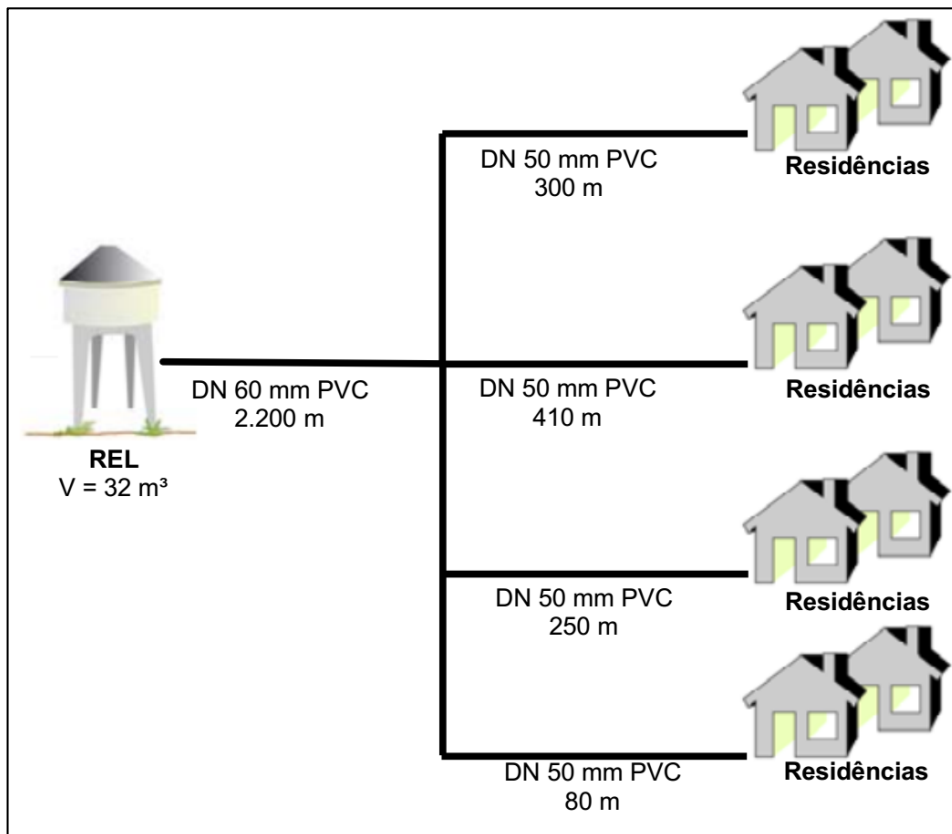 DN 50 mm PVC
300 m
Residências
REL
V = 32 m³
DN 60 mm PVC
2.200 m
DN 50 mm PVC
410 m
Residências
DN 50 mm PVC
250 m
Residências
DN 50 mm PVC
80 m
Residências